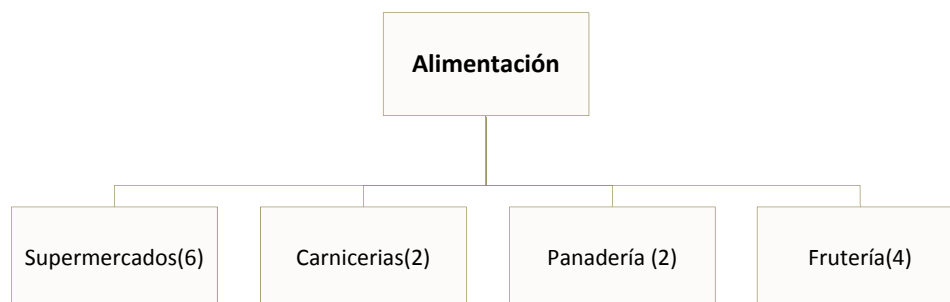 Alimentación
Supermercados(6)
Carnicerias(2)
Panadería (2)
Frutería(4)